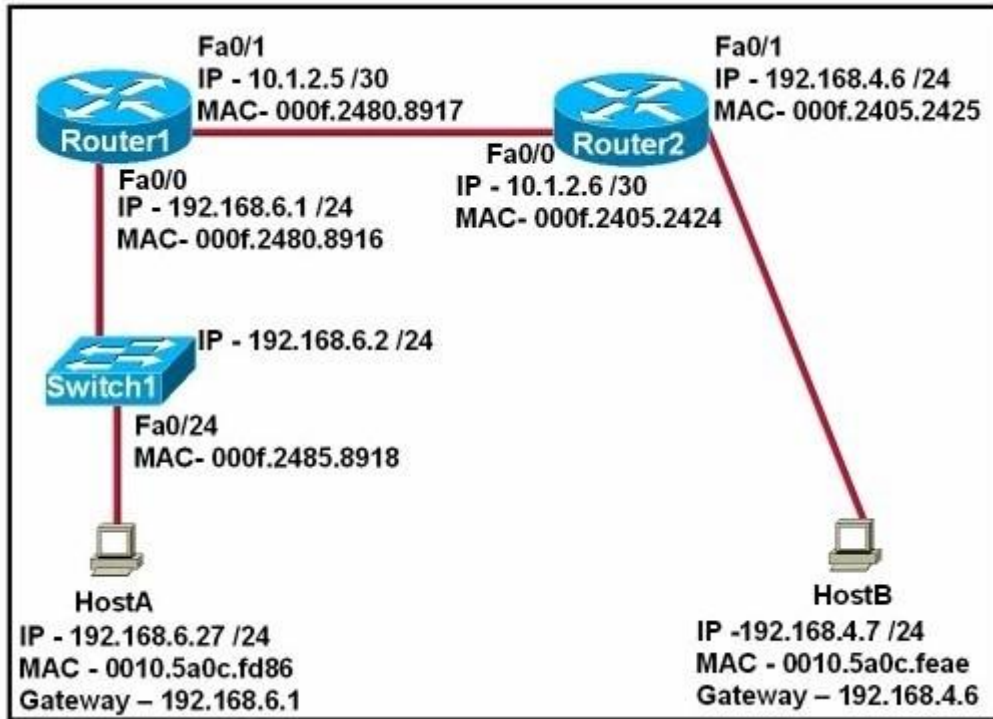 Fa0/1
IP - 10.1.2.5 /30
MAC- 000f.2480.8917
Router1
Fa0/0
IP - 192.168.6.1 /24
MAC- 000f.2480.8916
Fa0/1
IP - 192.168.4.6 /24
MAC- 000f.2405.2425
Router2
Fa0/0
IP - 10.1.2.6 /30
MAC- 000f.2405.2424
IP - 192.168.6.2 /24
Switch1
Fa0/24
MAC- 000f.2485.8918
HostA
IP - 192.168.6.27 /24
MAC - 0010.5a0c.fd86
Gateway – 192.168.6.1
HostB
IP -192.168.4.7 /24
MAC - 0010.5a0c.feae
Gateway – 192.168.4.6